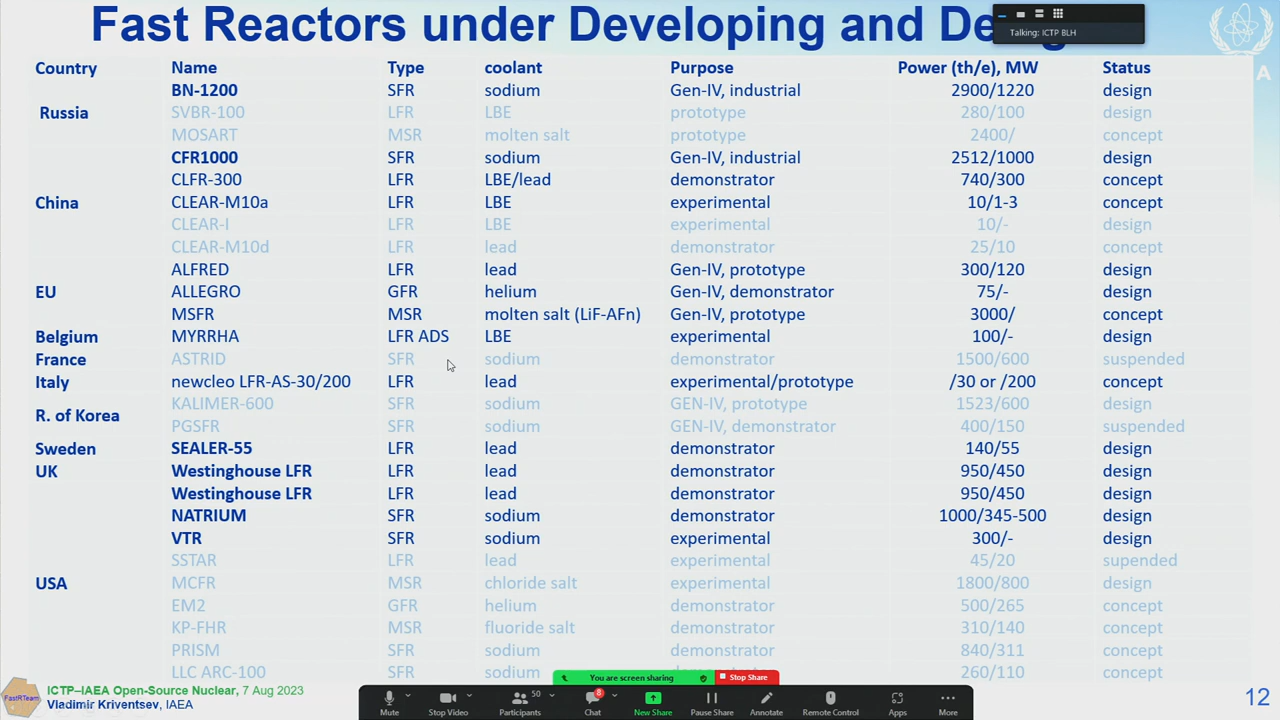 Fast Reactors under Developing and De
Talking: ICTP BLH
A
Country Name Type coolant Purpose Power (th/e), MW Status
BN-1200 SFR sodium Gen-IV, industrial 2900/1220 design
Russia SVBR-100 LFR LBE prototype 280/100 design
MOSART MSR molten salt prototype 2400/ concept
CFR1000 SFR sodium Gen-IV, industrial 2512/1000 design
CLFR-300 LFR LBE/lead demonstrator 740/300 concept
China CLEAR-M10a LFR LBE experimental 10/1-3 concept
CLEAR-I LFR LBE experimental 10/- design
CLEAR-M10d LFR lead demonstrator 25/10 concept
ALFRED LFR lead Gen-IV, prototype 300/120 design
EU ALLEGRO GFR helium Gen-IV, demonstrator 75/- design
MSFR MSR molten salt (LiF-AFn) Gen-IV, prototype 3000/ concept
Belgium MYRRHA LFR ADS LBE experimental 100/- design
France ASTRID SFR sodium demonstrator 1500/600 suspended
Italy newcleo LFR-AS-30/200 LFR lead experimental/prototype /30 or /200 concept
R. of Korea KALIMER-600 SFR sodium GEN-IV, prototype 1523/600 design
PGSFR SFR sodium GEN-IV, demonstrator 400/150 suspended
Sweden SEALER-55 LFR lead demonstrator 140/55 design
UK Westinghouse LFR LFR lead demonstrator 950/450 design
Westinghouse LFR LFR lead demonstrator 950/450 design
NATRIUM SFR sodium demonstrator 1000/345-500 design
VTR SFR sodium experimental 300/- design
SSTAR LFR lead experimental 45/20 supended
USA MCFR MSR chloride salt experimental 1800/800 design
EM2 GFR helium demonstrator 500/265 concept
KP-FHR MSR fluoride salt demonstrator 310/140 concept
PRISM SFR sodium demonstrator 840/311 concept
LLC ARC-100 SFR sodium demonstrator 260/110 concept
You are screen sharing Stop Share
FastRTeam
ICTP–IAEA Open-Source Nuclear, 7 Aug 2023
Vladimir Kriventsev, IAEA
50 8
Mute Stop Video Participants Chat New Share Pause Share Annotate Remote Control Apps More
12